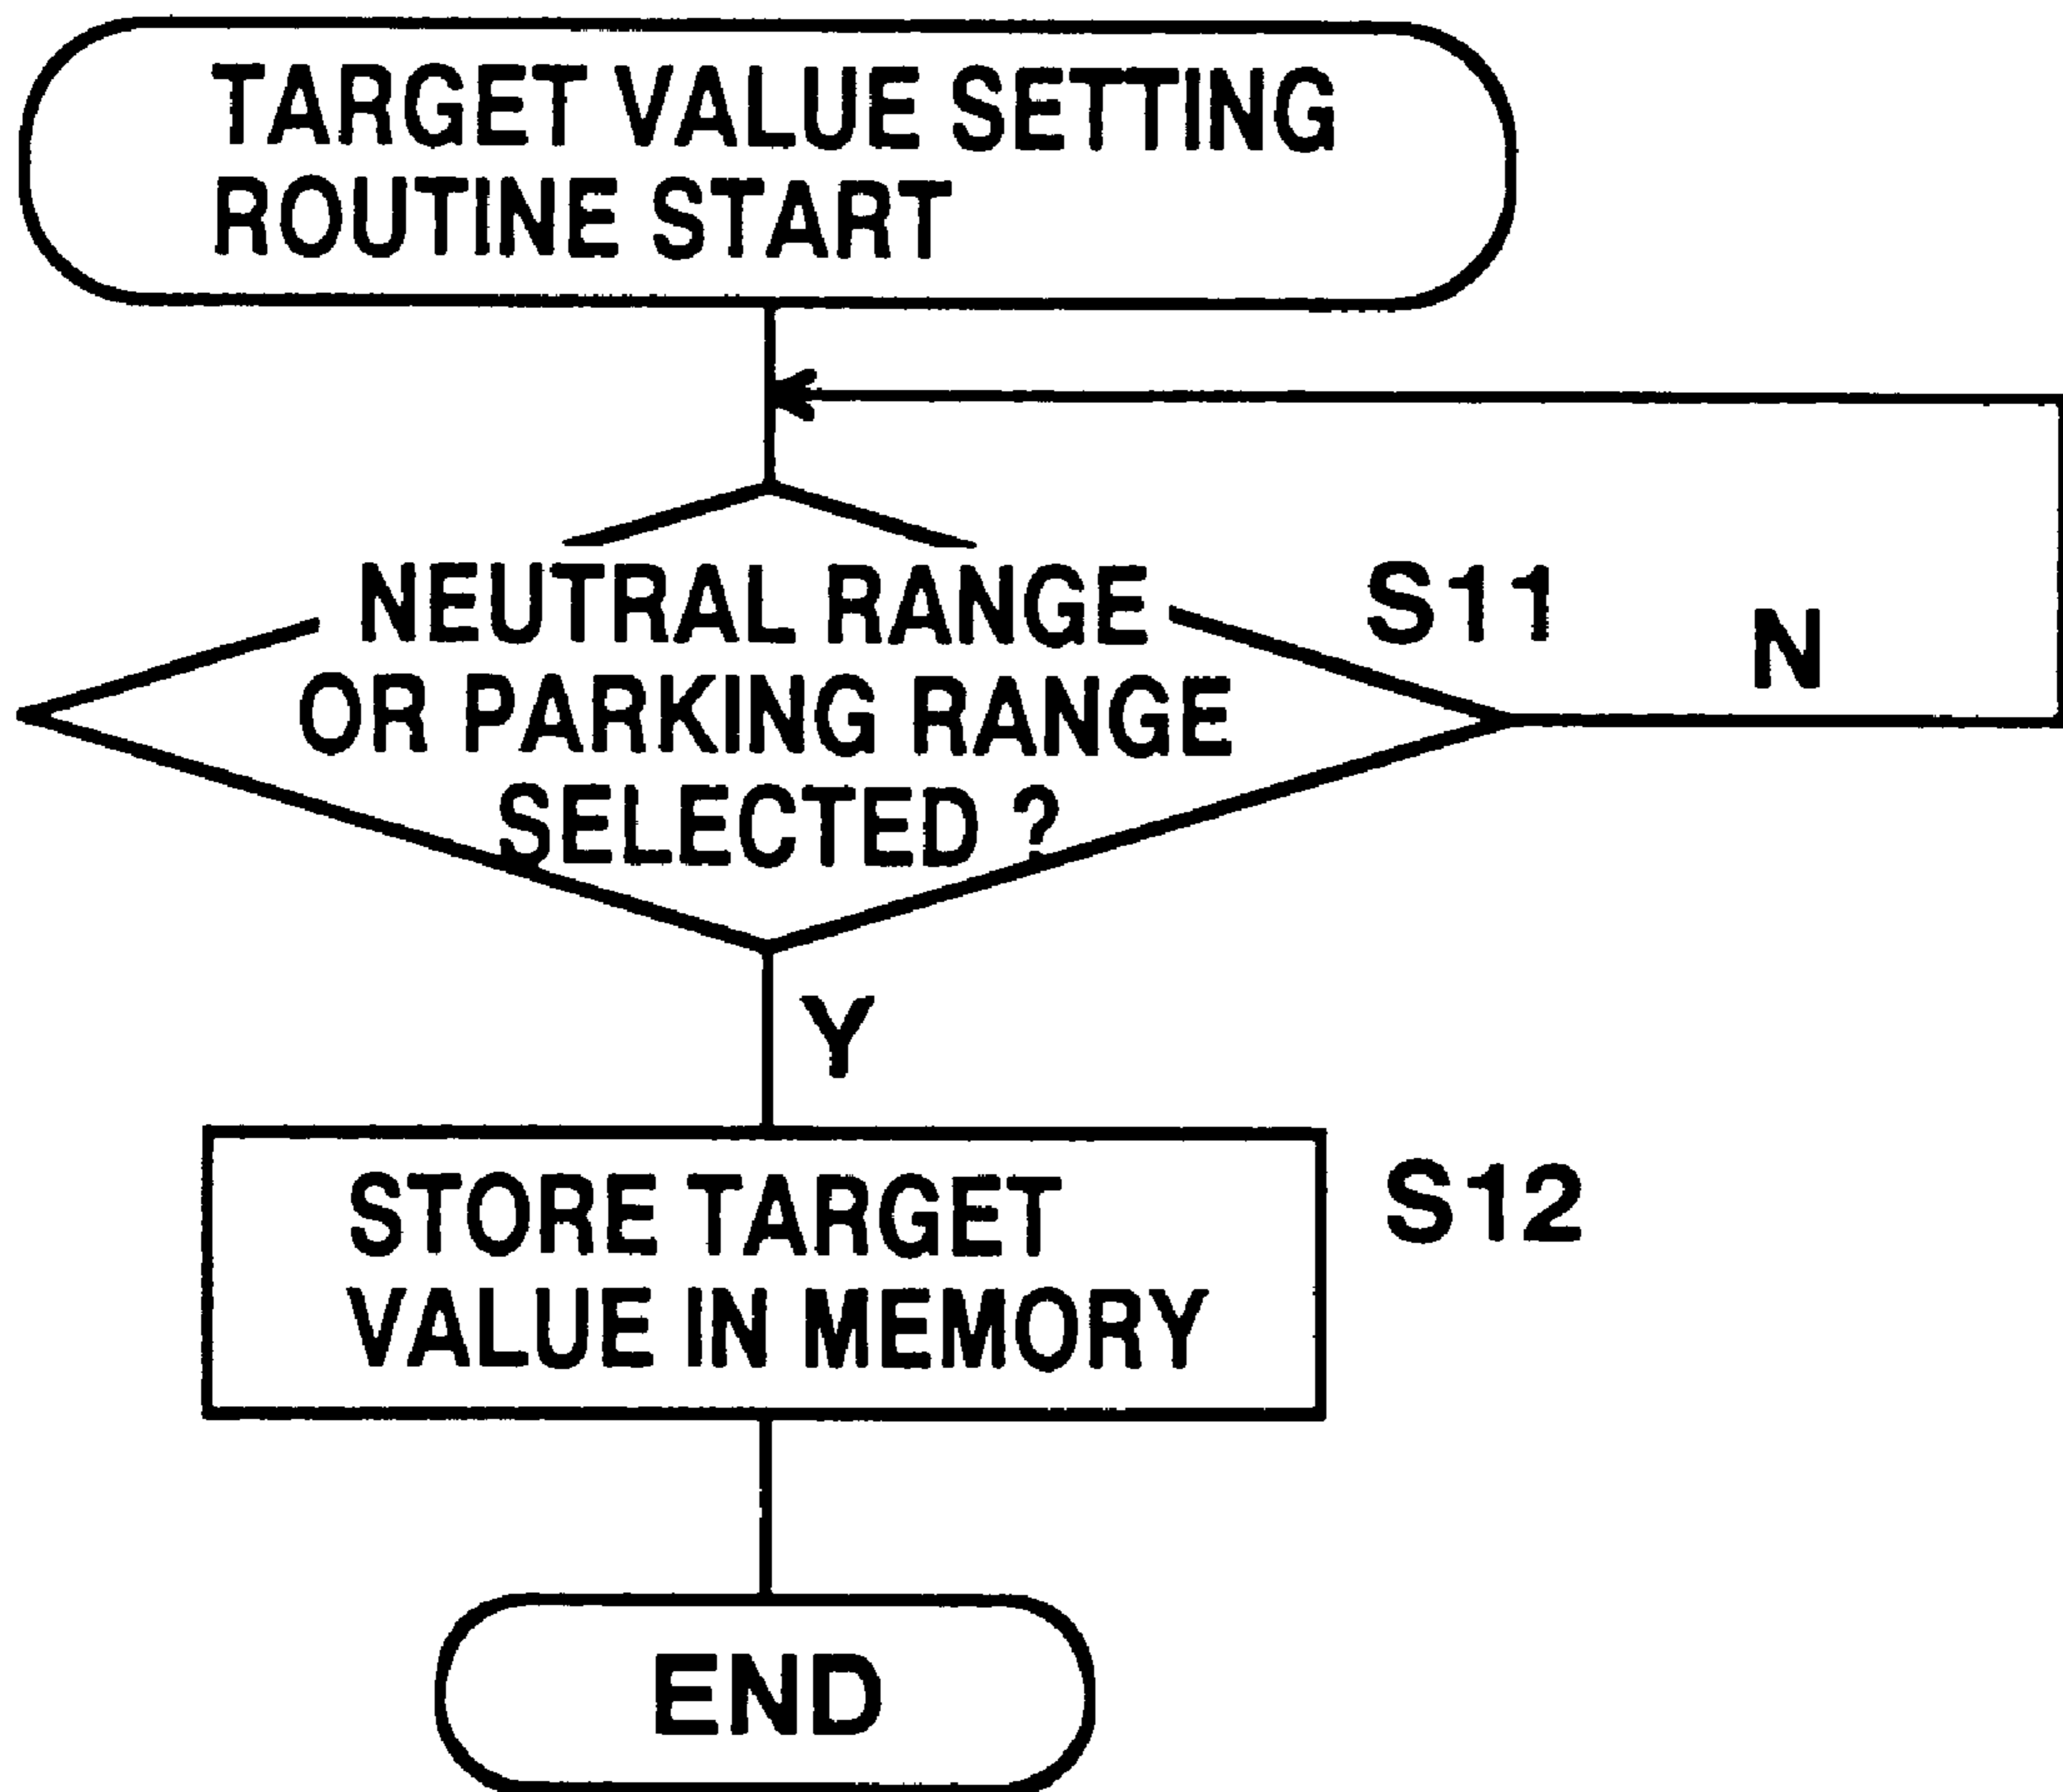 TARGET VALUE SETTING
ROUTINE START
NEUTRAL RANGE
OR PARKING RANGE
SELECTED ?
S11
N
Y
STORE TARGET
VALUE IN MEMORY
S12
END